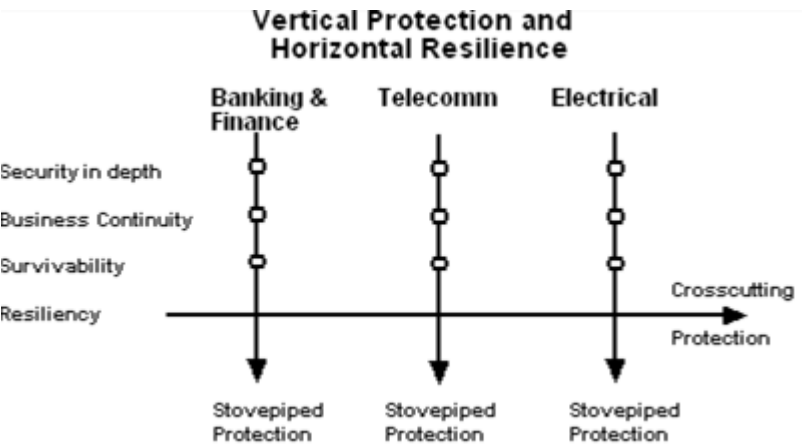 Vertical Protection and
Horizontal Resilience
Banking &
Finance
Telecomm
Electrical
Security in depth
Business Continuity
Survivability
Resiliency
Crosscutting
Protection
Stovepiped
Protection
Stovepiped
Protection
Stovepiped
Protection